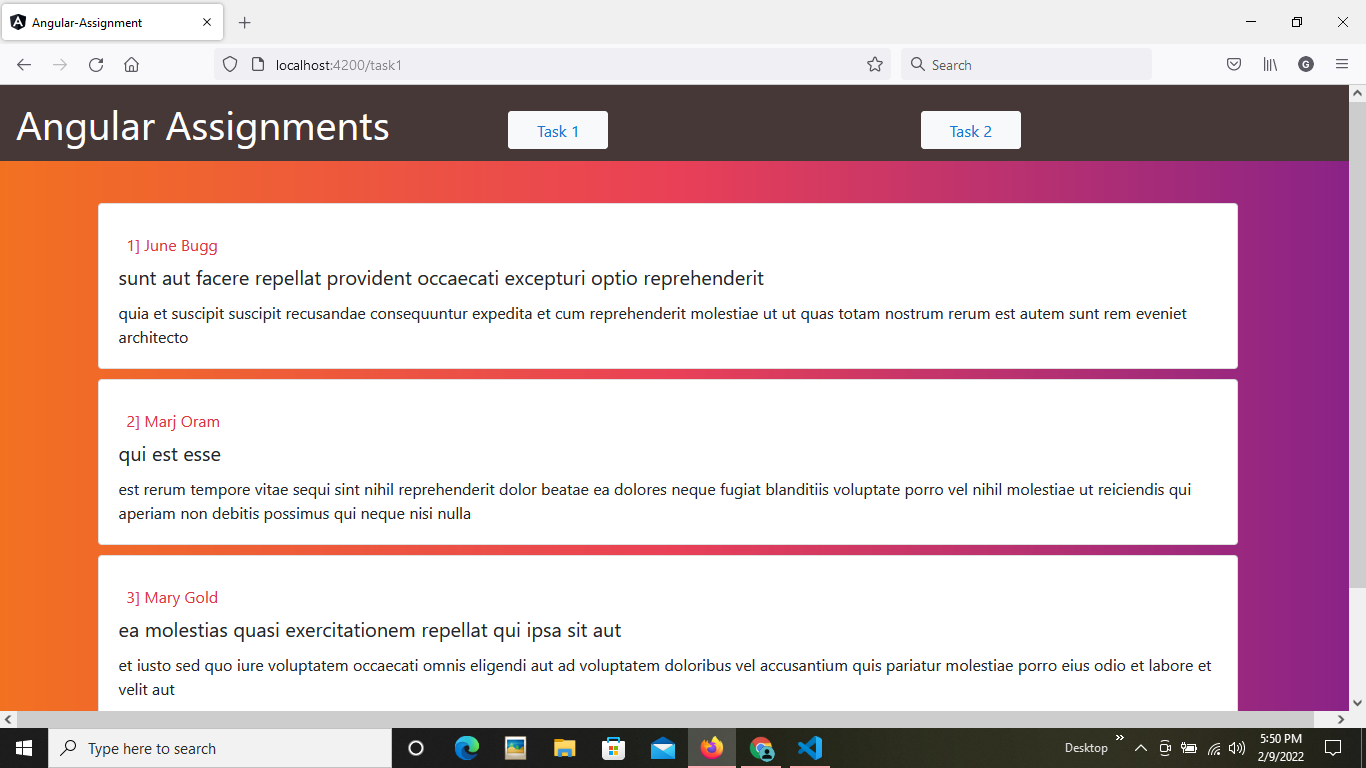 Angular-Assignment
localhost:4200/task1
Search
G
Angular Assignments
Task 1
Task 2
1] June Bugg
sunt aut facere repellat provident occaecati excepturi optio reprehenderit
quia et suscipit suscipit recusandae consequuntur expedita et cum reprehenderit molestiae ut ut quas totam nostrum rerum est autem sunt rem eveniet
architecto
2] Marj Oram
qui est esse
est rerum tempore vitae sequi sint nihil reprehenderit dolor beatae ea dolores neque fugiat blanditiis voluptate porro vel nihil molestiae ut reiciendis qui
aperiam non debitis possimus qui neque nisi nulla
3] Mary Gold
ea molestias quasi exercitationem repellat qui ipsa sit aut
et iusto sed quo iure voluptatem occaecati omnis eligendi aut ad voluptatem doloribus vel accusantium quis pariatur molestiae porro eius odio et labore et
velit aut
Type here to search
Desktop
5:50 PM
2/9/2022